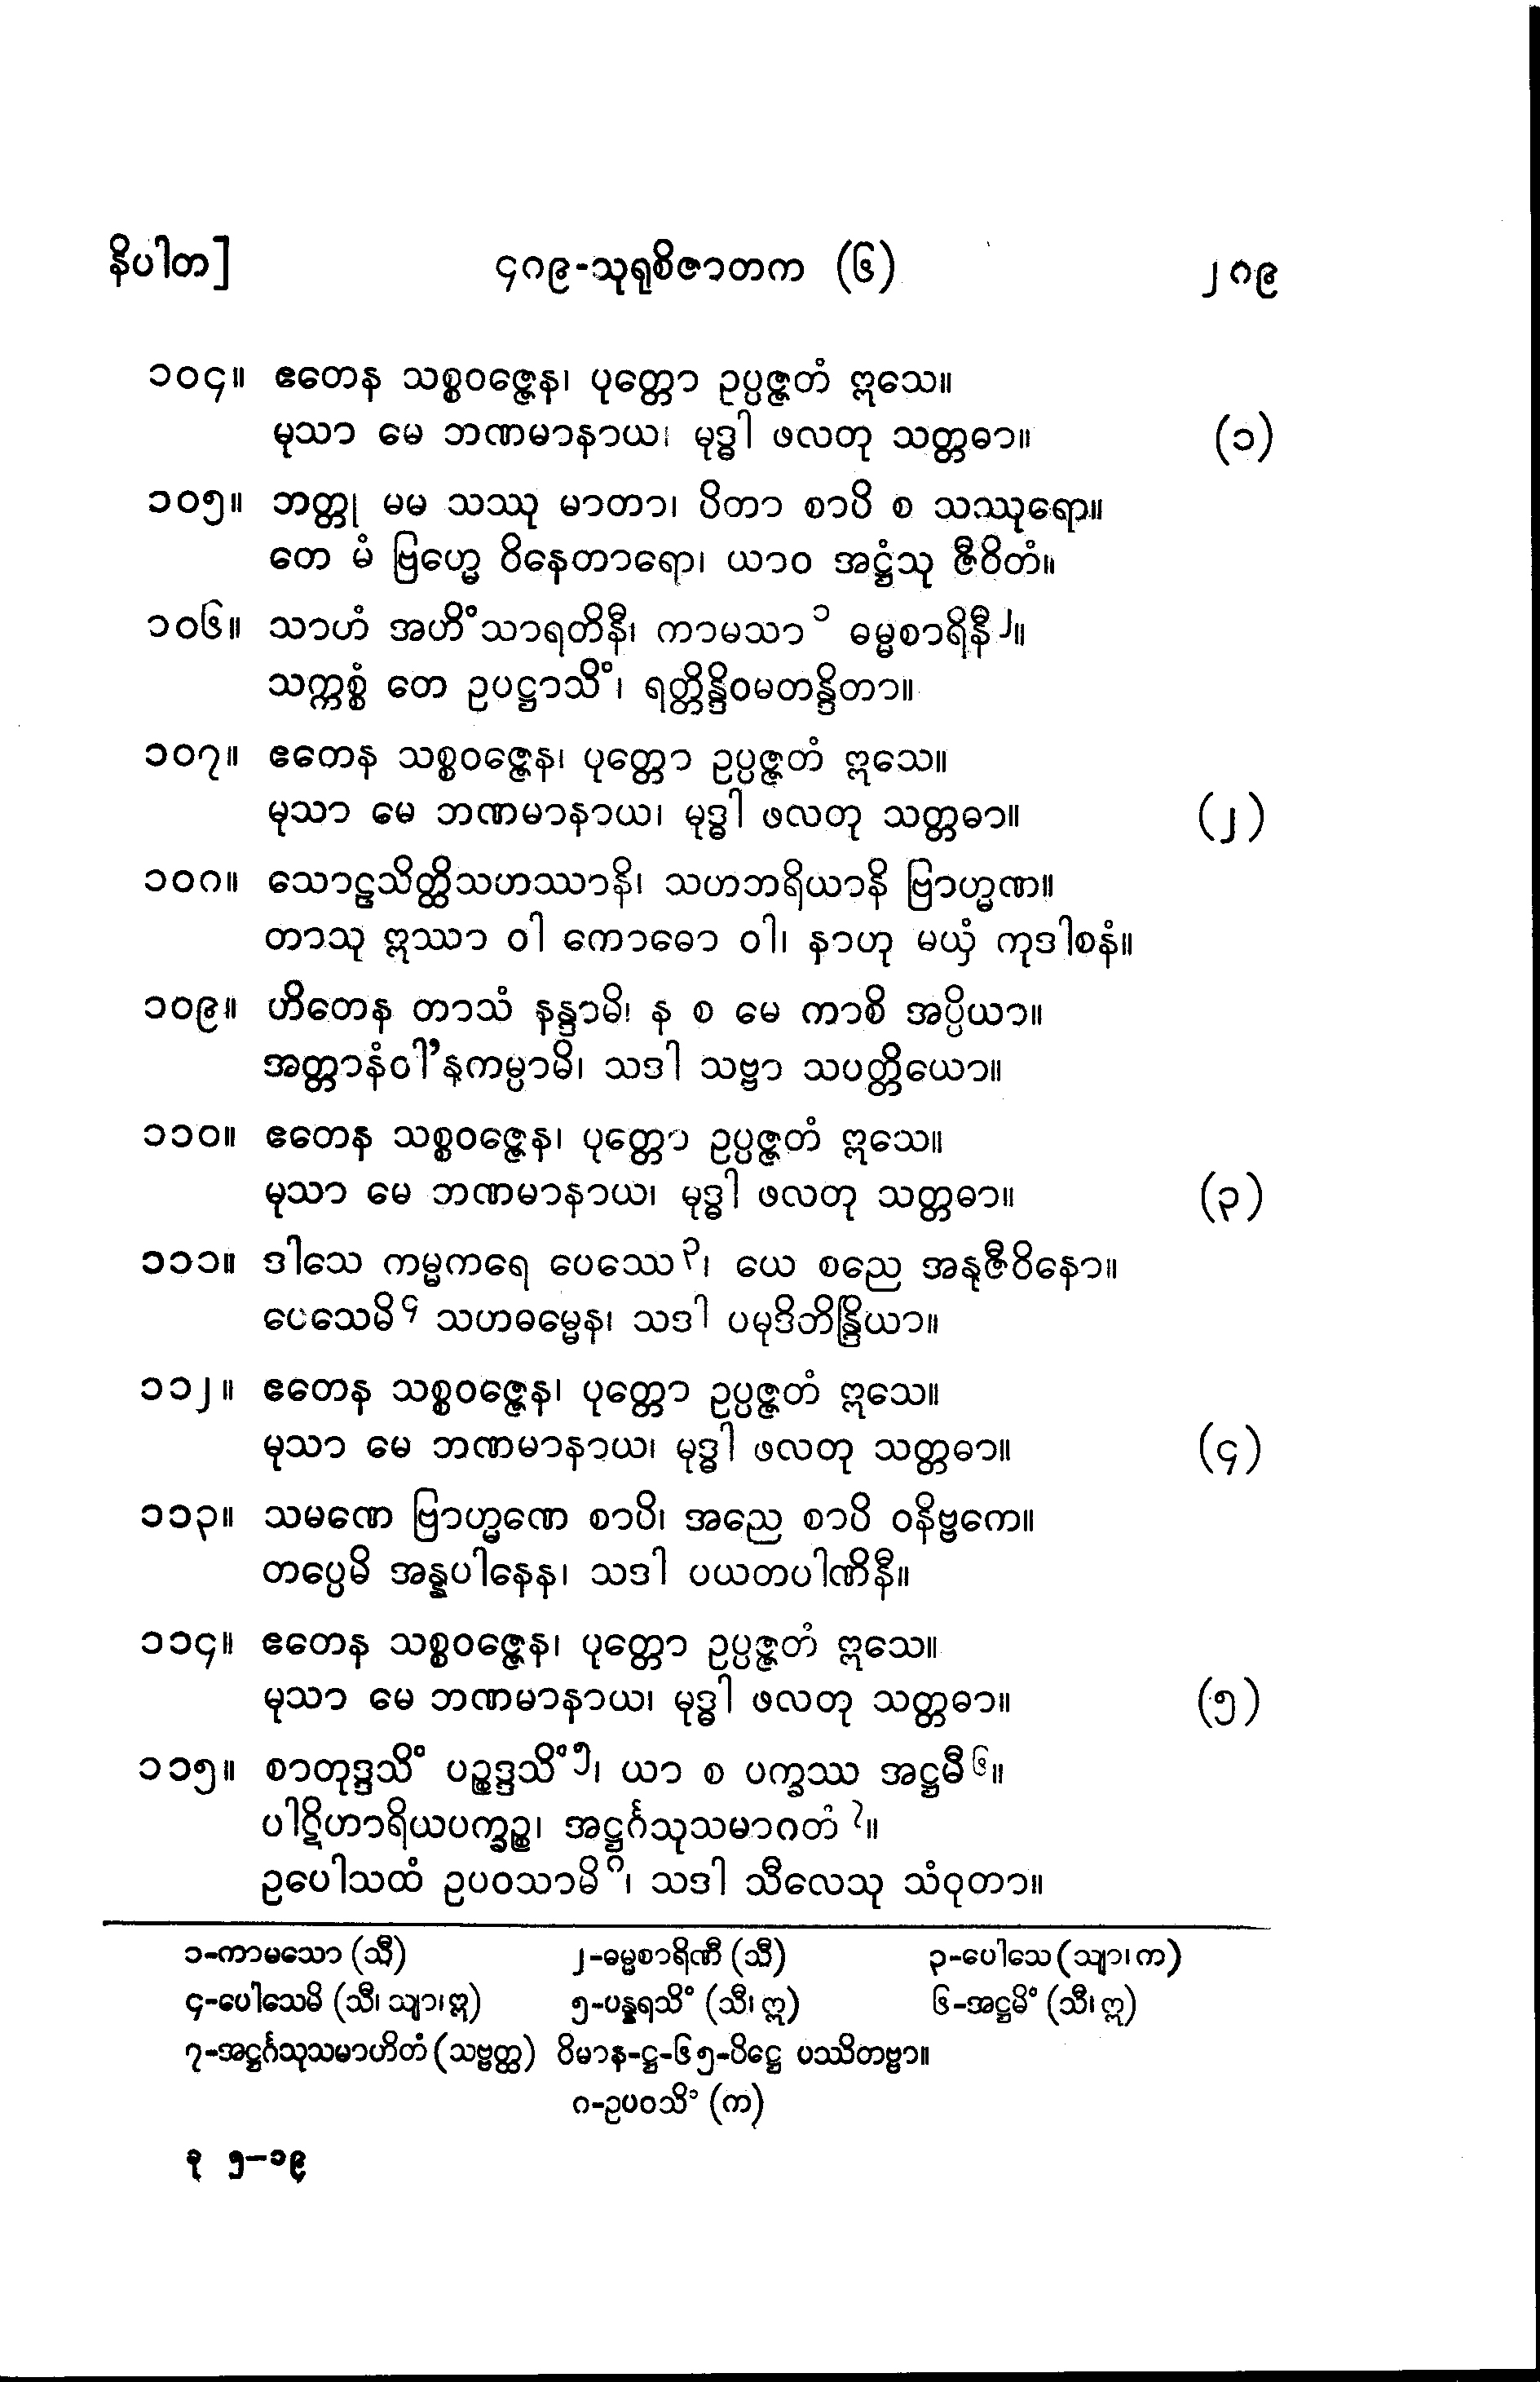 နိပါတ] ၄၈၉-သုရုစိဇာတက (၆) ၂၈၉
၁၀၄။ ဧတေန သစ္စဝဇ္ဇေန၊ ပုတ္တော ဥပ္ပဇ္ဇတံ ဣသေ။
မုသာ မေ ဘဏမာနာယ၊ မုဒ္ဓါ ဖလတု သတ္တဓာ။ (၁)
၁၀၅။ ဘတ္တု မမ သဿု မာတာ၊ ပိတာ စာပိ စ သဿုရော။
တေ မံ ဗြဟ္မေ ဝိနေတာရော၊ ယာဝ အဋ္ဌံသု ဇီဝိတံ။
၁၀၆။ သာဟံ အဟိံသာရတိနီ၊ ကာမသာ ၁ ဓမ္မစာရိနီ ၂။
သက္ကစ္စံ တေ ဥပဋ္ဌာသိံ၊ ရတ္တိန္ဒိဝမတန္ဒိတာ။
၁၀၇။ ဧတေန သစ္စဝဇ္ဇေန၊ ပုတ္တော ဥပ္ပဇ္ဇတံ ဣသေ။
မုသာ မေ ဘဏမာနာယ၊ မုဒ္ဓါ ဖလတု သတ္တဓာ။ (၂)
၁၀၈။ သောဠသိတ္ထိသဟဿာနိ၊ သဟဘရိယာနိ ဗြာဟ္မဏ။
တာသု ဣဿာ ဝါ ကောဓော ဝါ၊ နာဟု မယှံ ကုဒါစနံ။
၁၀၉။ ဟိတေန တာသံ နန္ဒာမိ၊ န စ မေ ကာစိ အပ္ပိယာ။
အတ္တာနံဝါ’နုကမ္ပာမိ၊ သဒါ သဗ္ဗာ သပတ္တိယော။
၁၁၀။ ဧတေန သစ္စဝဇ္ဇေန၊ ပုတ္တော ဥပ္ပဇ္ဇတံ ဣသေ။
မုသာ မေ ဘဏမာနာယ၊ မုဒ္ဓါ ဖလတု သတ္တဓာ။ (၃)
၁၁၁။ ဒါသေ ကမ္မကရေ ပေဿေ ၃၊ ယေ စညေ အနုဇီဝိနော။
ပေသေမိ ၄ သဟဓမ္မေန၊ သဒါ ပမုဒိဘိန္ဒြိယာ။
၁၁၂။ ဧတေန သစ္စဝဇ္ဇေန၊ ပုတ္တော ဥပ္ပဇ္ဇတံ ဣသေ။
မုသာ မေ ဘဏမာနာယ၊ မုဒ္ဓါ ဖလတု သတ္တဓာ။ (၄)
၁၁၃။ သမဏေ ဗြာဟ္မဏေ စာပိ၊ အညေ စာပိ ဝနိဗ္ဗကေ။
တပ္ပေမိ အန္နပါနေန၊ သဒါ ပယတပါဏိနီ။
၁၁၄။ ဧတေန သစ္စဝဇ္ဇေန၊ ပုတ္တော ဥပ္ပဇ္ဇတံ ဣသေ။
မုသာ မေ ဘဏမာနာယ၊ မုဒ္ဓါ ဖလတု သတ္တဓာ။ (၅)
၁၁၅။ စာတုဒ္ဒသိံ ပဉ္စဒ္ဒသိံ ၅၊ ယာ စ ပက္ခဿ အဋ္ဌမီ ၆။
ပါဋိဟာရိယပက္ခဉ္စ၊ အဋ္ဌင်္ဂသုသမာဂတံ ၇။
ဥပေါသထံ ဥပဝသာမိ ၈၊ သဒါ သီလေသု သံဝုတာ။
၁-ကာမသော (သီ) ၂-ဓမ္မစာရိဏီ (သီ) ၃-ပေါသေ (သျာ၊ က)
၄-ပေါသေမိ (သီ၊ သျာ၊ ဣ) ၅-ပန္နရသိံ (သီ၊ ဣ) ၆-အဋ္ဌမိံ (သီ၊ ဣ)
၇-အဋ္ဌင်္ဂသုသမာဟိတံ (သဗ္ဗတ္ထ) ဝိမာန-ဋ္ဌ-၆၅-ပိဋ္ဌေ ပဿိတဗ္ဗာ။
၈-ဥပဝသိံ (က)
ခု ၅-၁၉